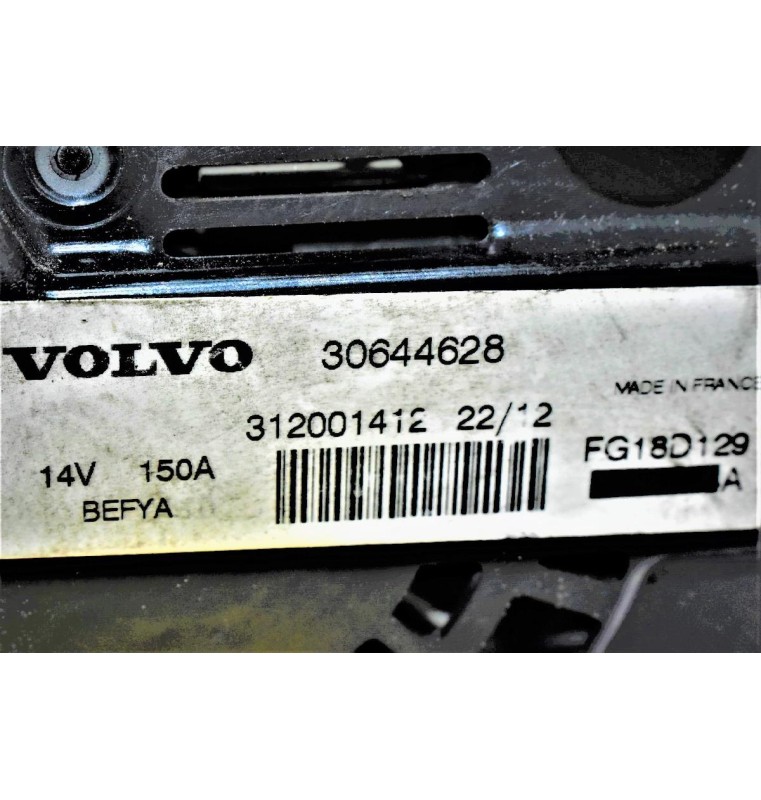 VOLVO 30644628
MADE IN FRANCE
312001412 22/12
14V 150A
FG18D129
BEFYA
A